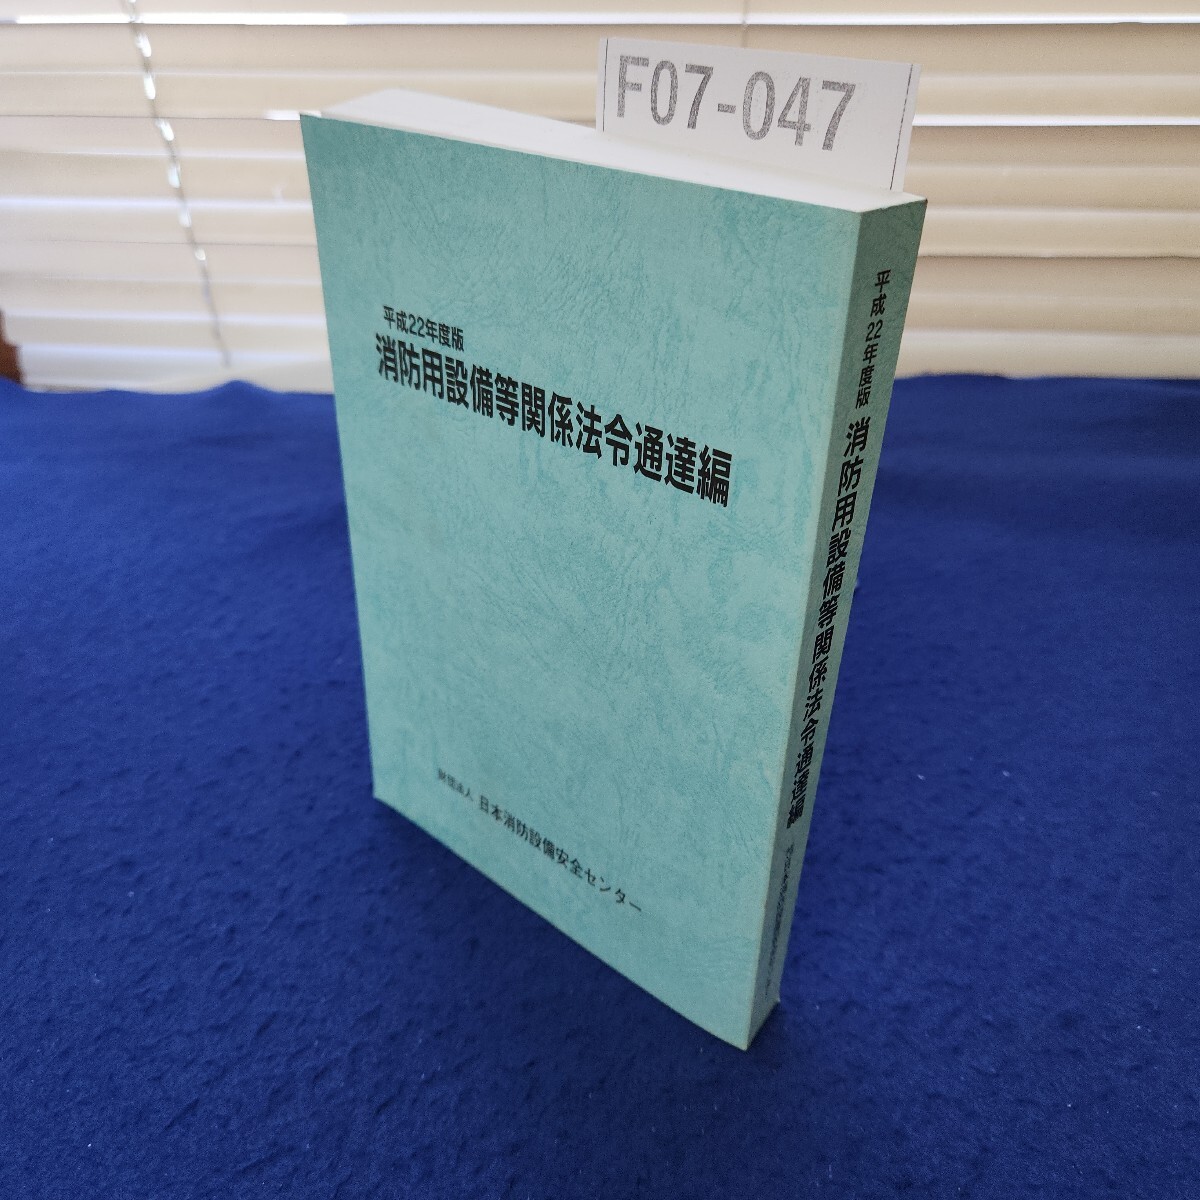 F07-047
平成22年度版
消防用設備等関係法令通達編
財団法人 日本消防設備安全センター
平成22年度版 消防用設備等関係法令通達編